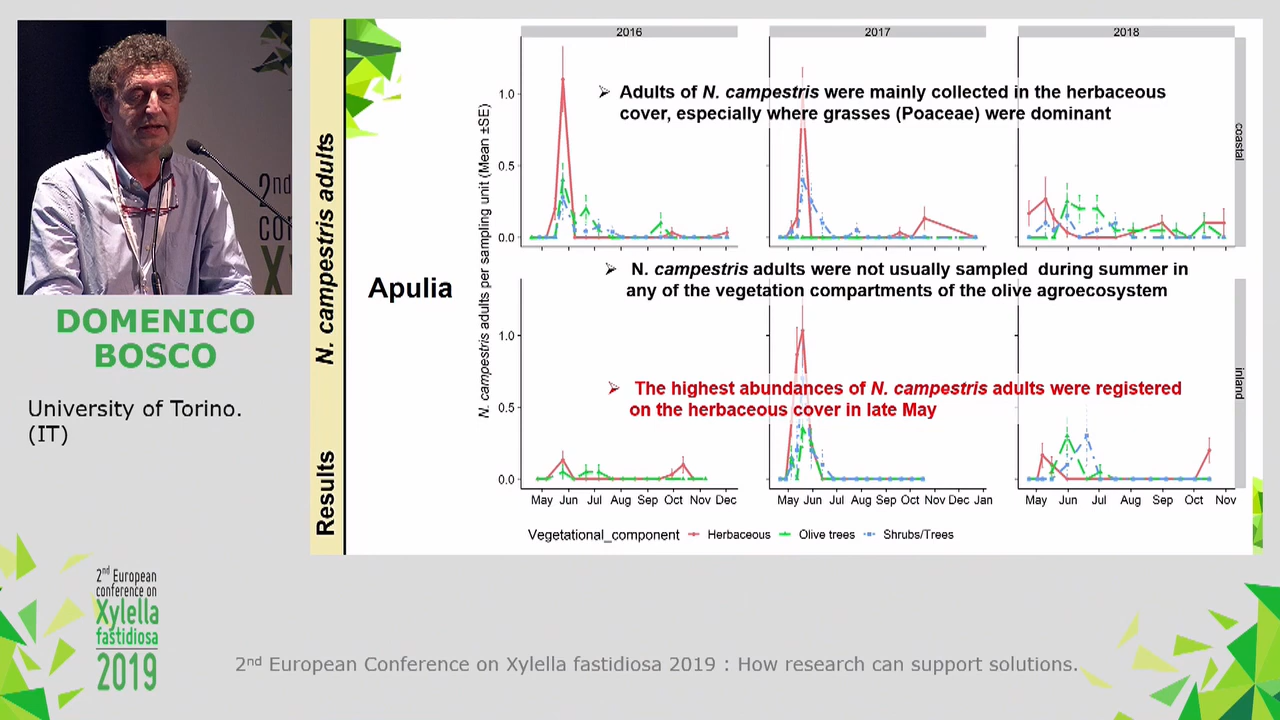 2nd
CON
X
DOMENICO
BOSCO
University of Torino.
(IT)
2nd European
conference on
Xylella
fastidiosa
2019
N. campestris adults
Results
Apulia
N. campestris adults per sampling unit (Mean ±SE)
2016
2017
2018
coastal
inland
➢ Adults of N. campestris were mainly collected in the herbaceous
cover, especially where grasses (Poaceae) were dominant
➢ N. campestris adults were not usually sampled during summer in
any of the vegetation compartments of the olive agroecosystem
➢ The highest abundances of N. campestris adults were registered
on the herbaceous cover in late May
1.0
0.5
0.0
1.0
0.5
0.0
May Jun Jul Aug Sep Oct Nov Dec
May Jun Jul Aug Sep Oct Nov Dec Jan
May Jun Jul Aug Sep Oct Nov
Vegetational_component Herbaceous Olive trees Shrubs/Trees
2nd European Conference on Xylella fastidiosa 2019 : How research can support solutions.